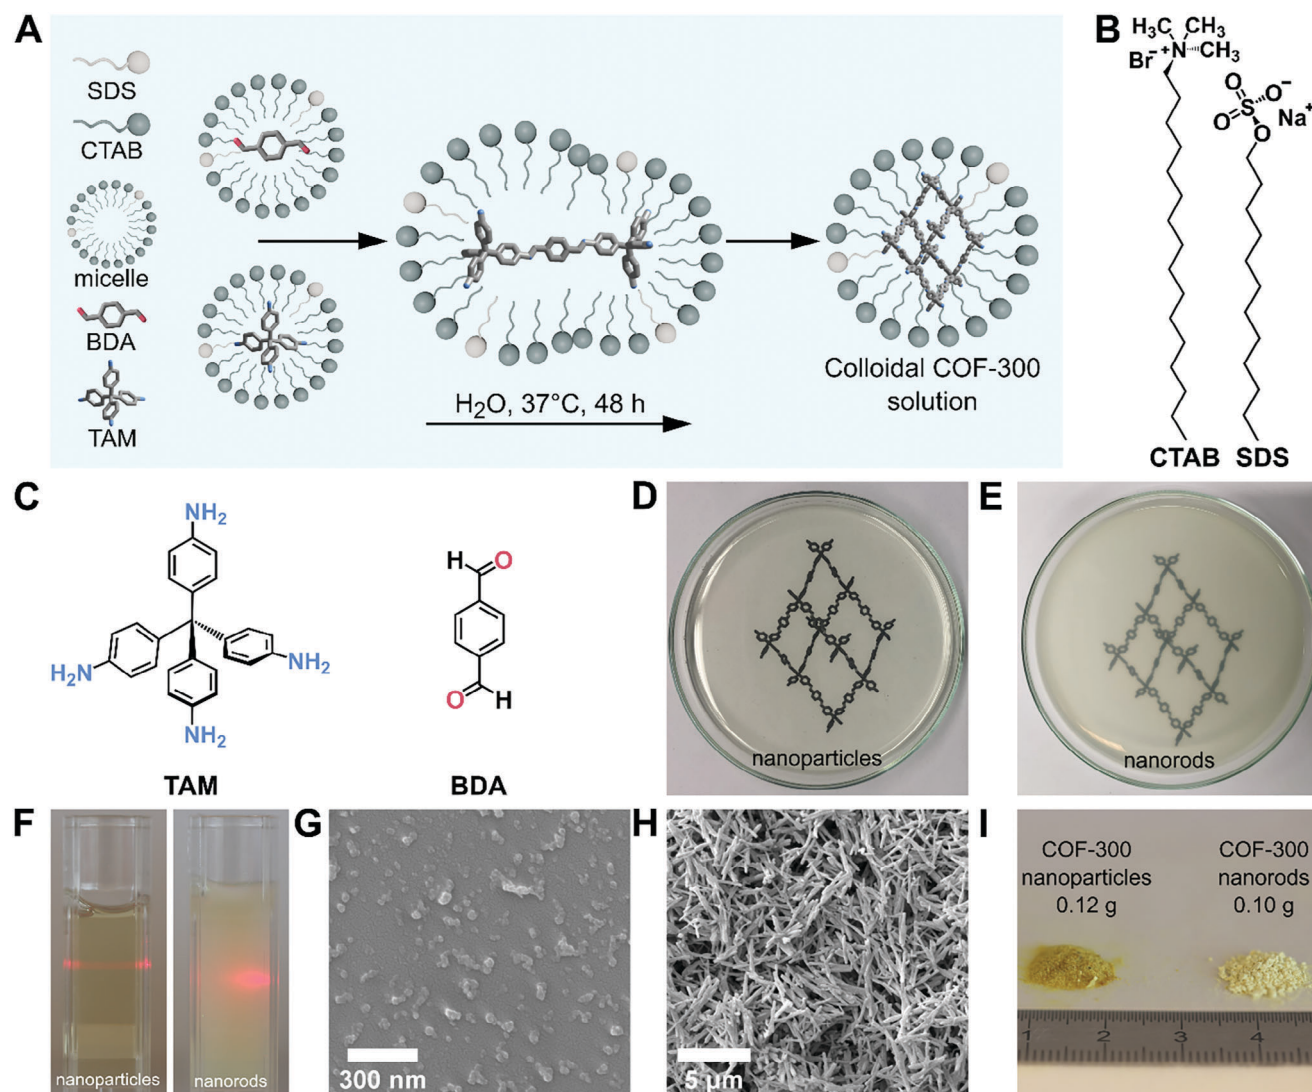 A
SDS
CTAB
micelle
BDA
TAM
H₂O, 37°C, 48 h
Colloidal COF-300
solution
B
H₃C
CH₃
Br⁻
+N
CH₃
O
O⁻
S
O
O
Na⁺
CTAB SDS
C
NH₂
H₂N
NH₂
NH₂
TAM
H
O
O
H
BDA
D
nanoparticles
E
nanorods
F
nanoparticles
nanorods
G
300 nm
H
5 µm
I
COF-300
nanoparticles
0.12 g
COF-300
nanorods
0.10 g
1 2 3 4